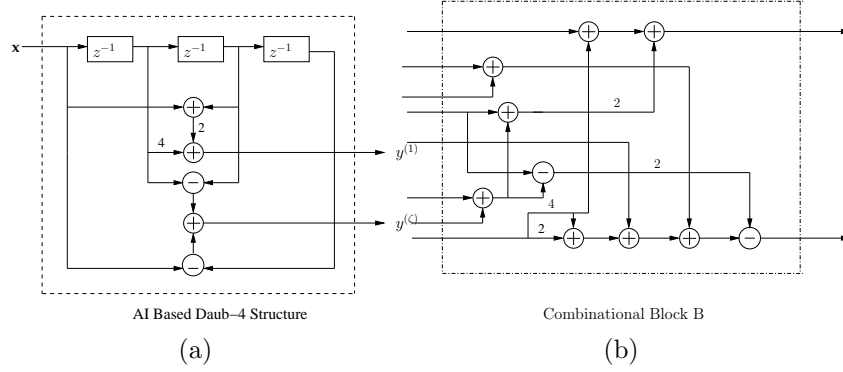 x
z⁻¹
z⁻¹
z⁻¹
+
2
4
+
y⁽¹⁾
−
+
y⁽ζ⁾
−
AI Based Daub−4 Structure
(a)
+
+
+
+
2
−
2
+
4
2
+
+
+
−
Combinational Block B
(b)